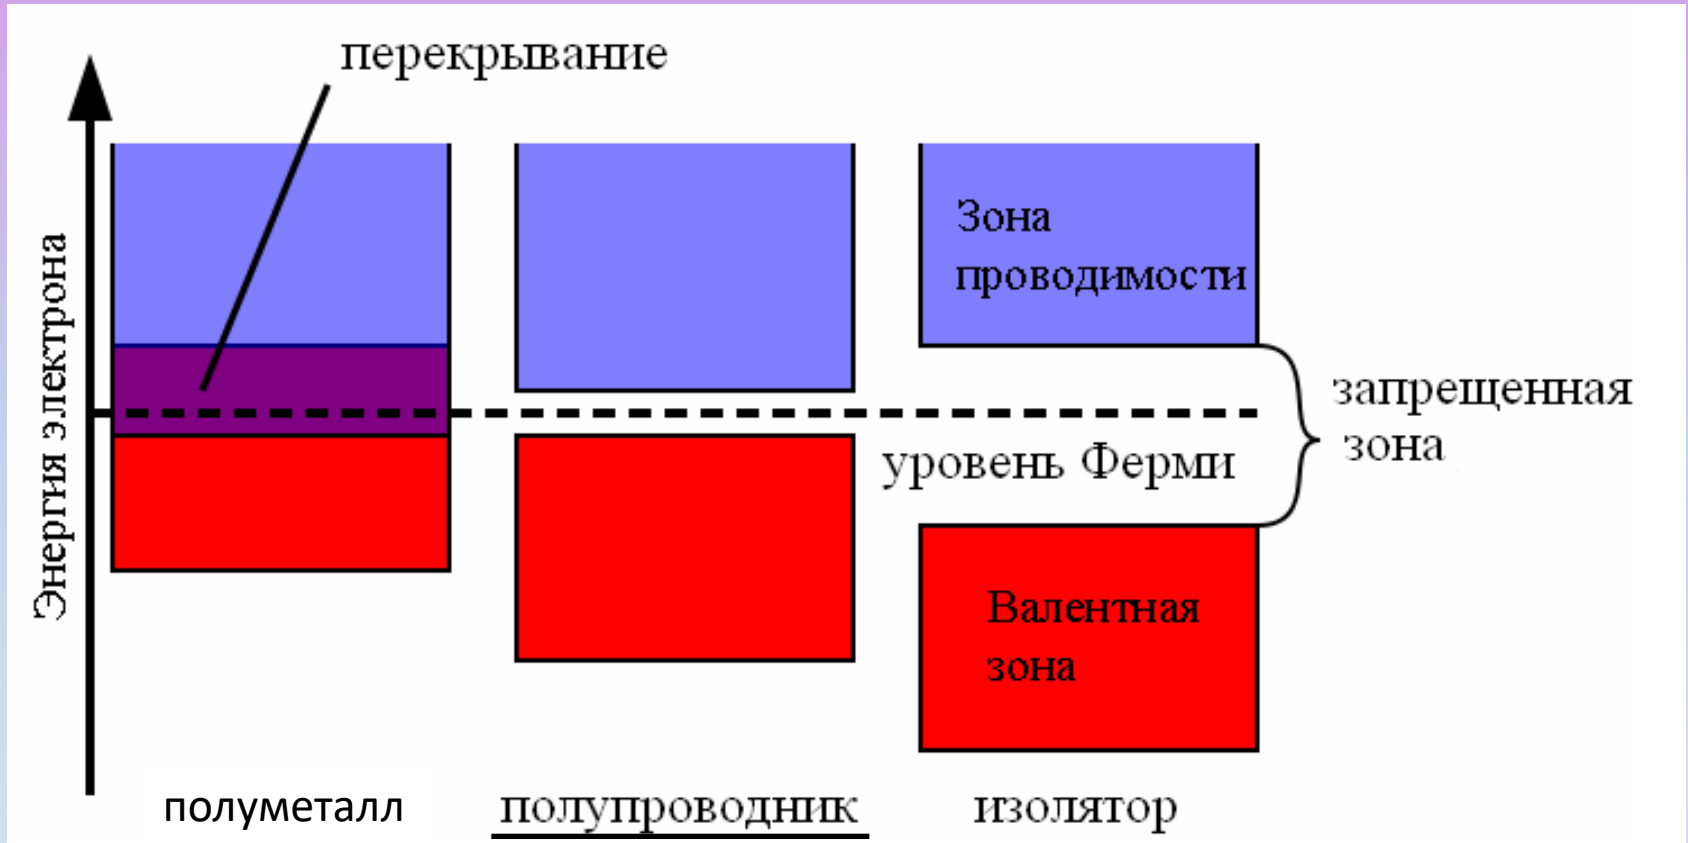 перекрывание
Энергия электрона
Зона
проводимости
запрещенная
зона
уровень Ферми
Валентная
зона
полуметалл
полупроводник
изолятор